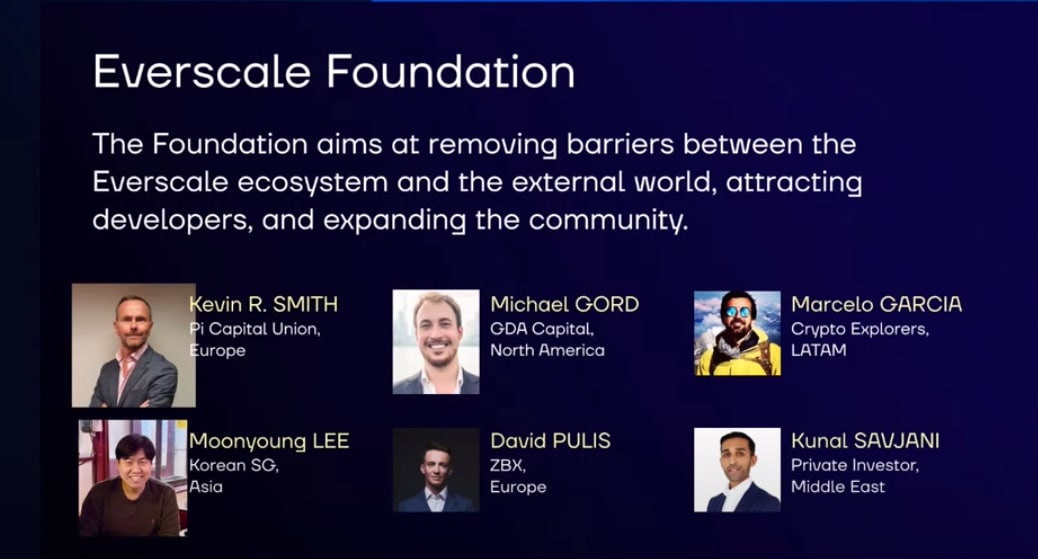 Everscale Foundation
The Foundation aims at removing barriers between the
Everscale ecosystem and the external world, attracting
developers, and expanding the community.
Kevin R. SMITH
Pi Capital Union,
Europe
Michael GORD
GDA Capital,
North America
Marcelo GARCIA
Crypto Explorers,
LATAM
Moonyoung LEE
Korean SG,
Asia
David PULIS
ZBX,
Europe
Kunal SAVJANI
Private Investor,
Middle East